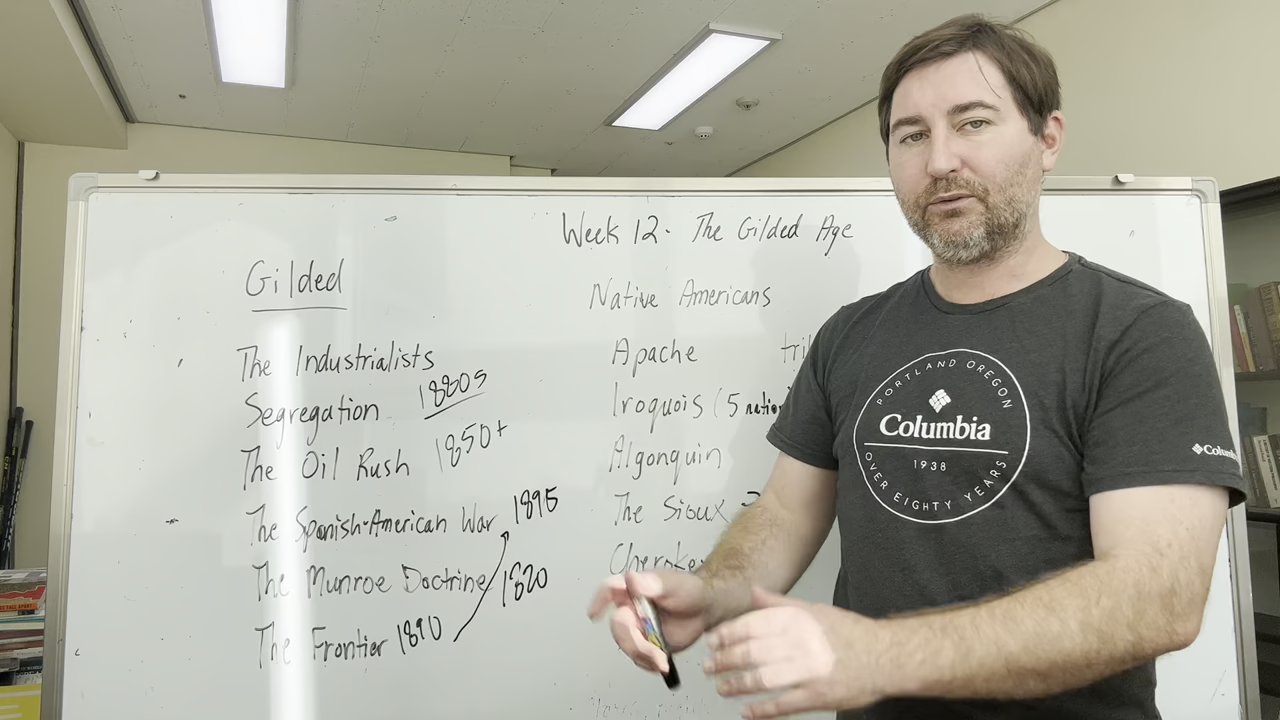 Week 12. The Gilded Age
Gilded
The Industrialists
Segregation 1880s
The Oil Rush 1850+
The Spanish-American War 1895
The Munroe Doctrine 1820
The Frontier 1890
Native Americans
Apache
Iroquois (5
Algonquin
The Sioux
PORTLAND OREGON
Columbia
1938
OVER EIGHTY YEARS